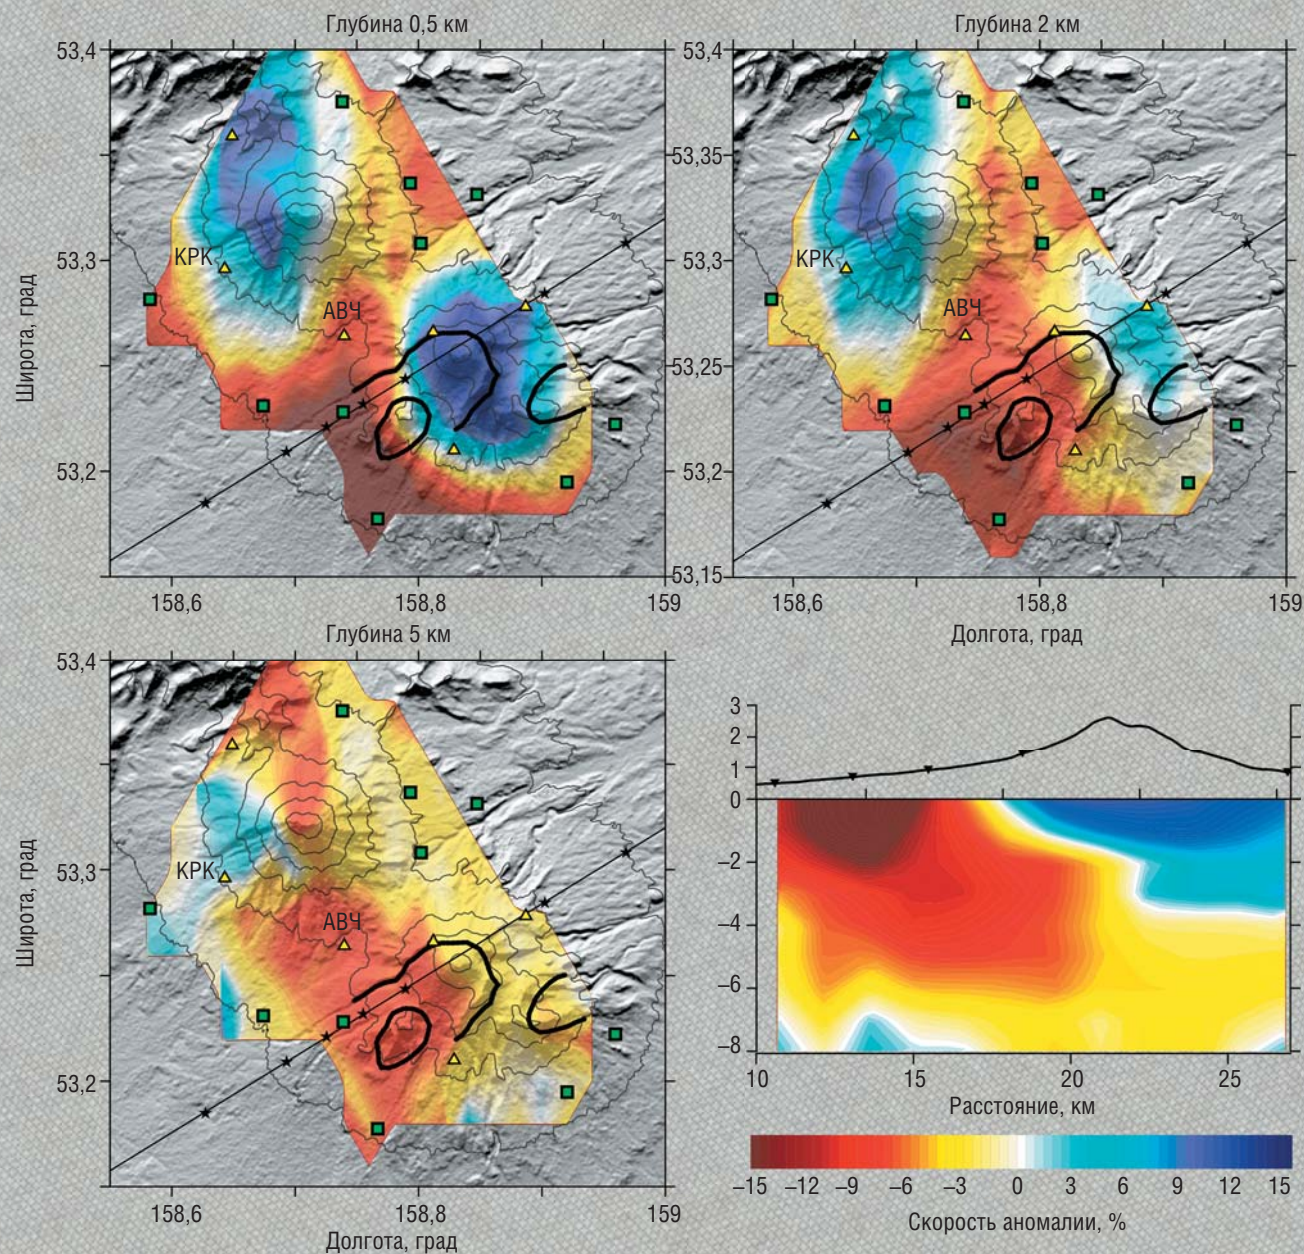 Глубина 0,5 км
Глубина 2 км
53,4
53,4
53,35
КРК
КРК
53,3
53,3
АВЧ
АВЧ
Широта, град
53,25
53,2
53,2
53,15
158,6
158,8
159
158,6
158,8
159
Глубина 5 км
Долгота, град
53,4
КРК
53,3
АВЧ
Широта, град
53,2
158,6
158,8
159
Долгота, град
3
2
1
0
–2
–4
–6
–8
10
15
20
25
Расстояние, км
–15 –12 –9 –6 –3 0 3 6 9 12 15
Скорость аномалии, %